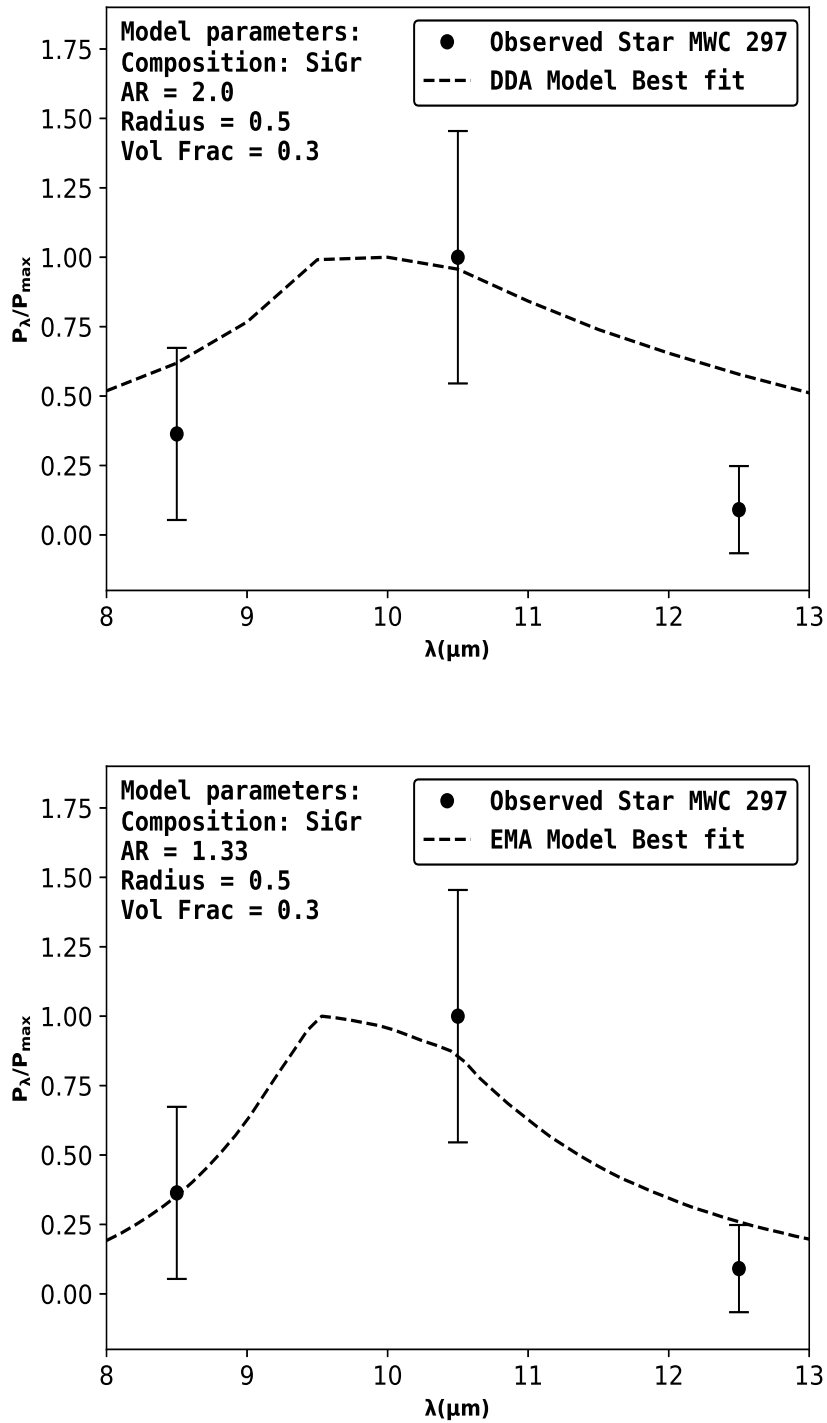 Model parameters:
Composition: SiGr
AR = 2.0
Radius = 0.5
Vol Frac = 0.3
Observed Star MWC 297
DDA Model Best fit
1.75
1.50
1.25
1.00
0.75
0.50
0.25
0.00
Pλ/Pmax
8 9 10 11 12 13
λ(μm)
Model parameters:
Composition: SiGr
AR = 1.33
Radius = 0.5
Vol Frac = 0.3
Observed Star MWC 297
EMA Model Best fit
1.75
1.50
1.25
1.00
0.75
0.50
0.25
0.00
Pλ/Pmax
8 9 10 11 12 13
λ(μm)